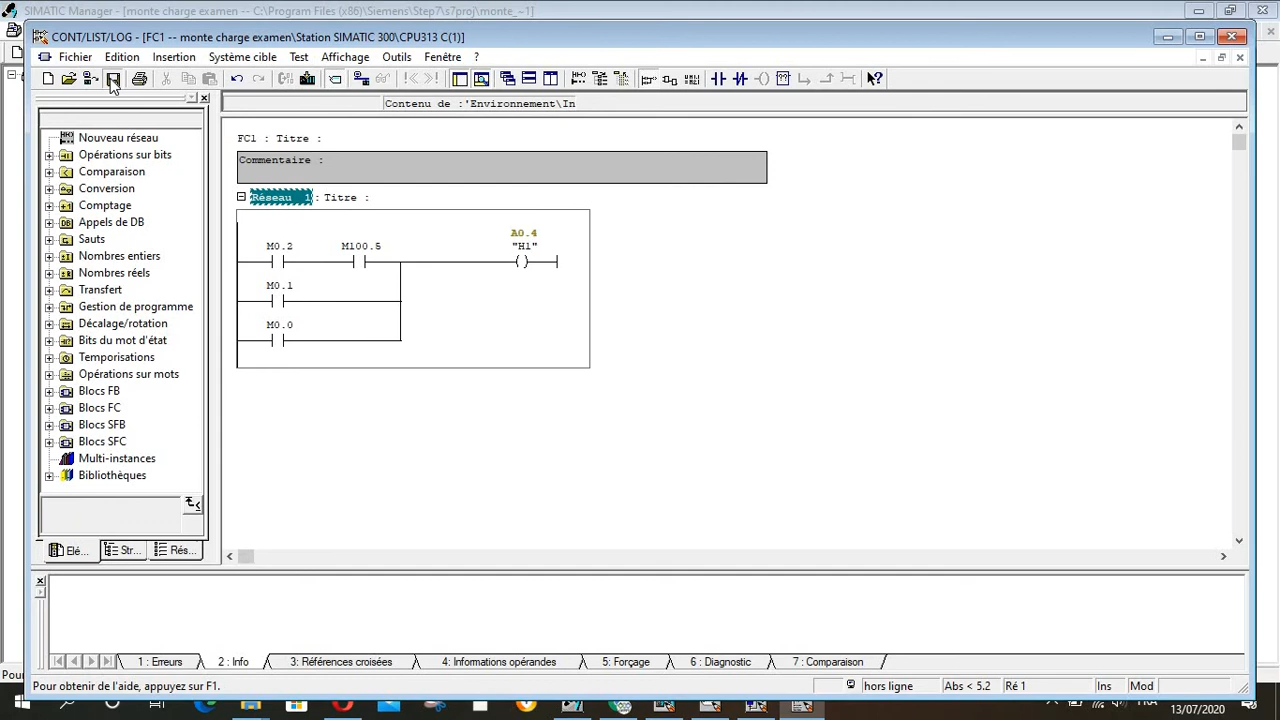 SIMATIC Manager - [monte charge examen -- C:\Program Files (x86)\Siemens\Step7\s7proj\monte_~1]
CONT/LIST/LOG - [FC1 -- monte charge examen\Station SIMATIC 300\CPU313 C(1)]
Fichier Edition Insertion Système cible Test Affichage Outils Fenêtre ?
Contenu de :'Environnement\In
Nouveau réseau
Opérations sur bits
Comparaison
Conversion
Comptage
Appels de DB
Sauts
Nombres entiers
Nombres réels
Transfert
Gestion de programme
Décalage/rotation
Bits du mot d'état
Temporisations
Opérations sur mots
Blocs FB
Blocs FC
Blocs SFB
Blocs SFC
Multi-instances
Bibliothèques
Elé... Str... Rés...
FC1 : Titre :
Commentaire :
Réseau 1 : Titre :
A0.4
M0.2 M100.5 "H1"
M0.1
M0.0
1 : Erreurs 2 : Info 3: Références croisées 4: Informations opérandes 5: Forçage 6 : Diagnostic 7 : Comparaison
Pour obtenir de l'aide, appuyez sur F1. hors ligne Abs < 5.2 Ré 1 Ins Mod
Pou
13/07/2020